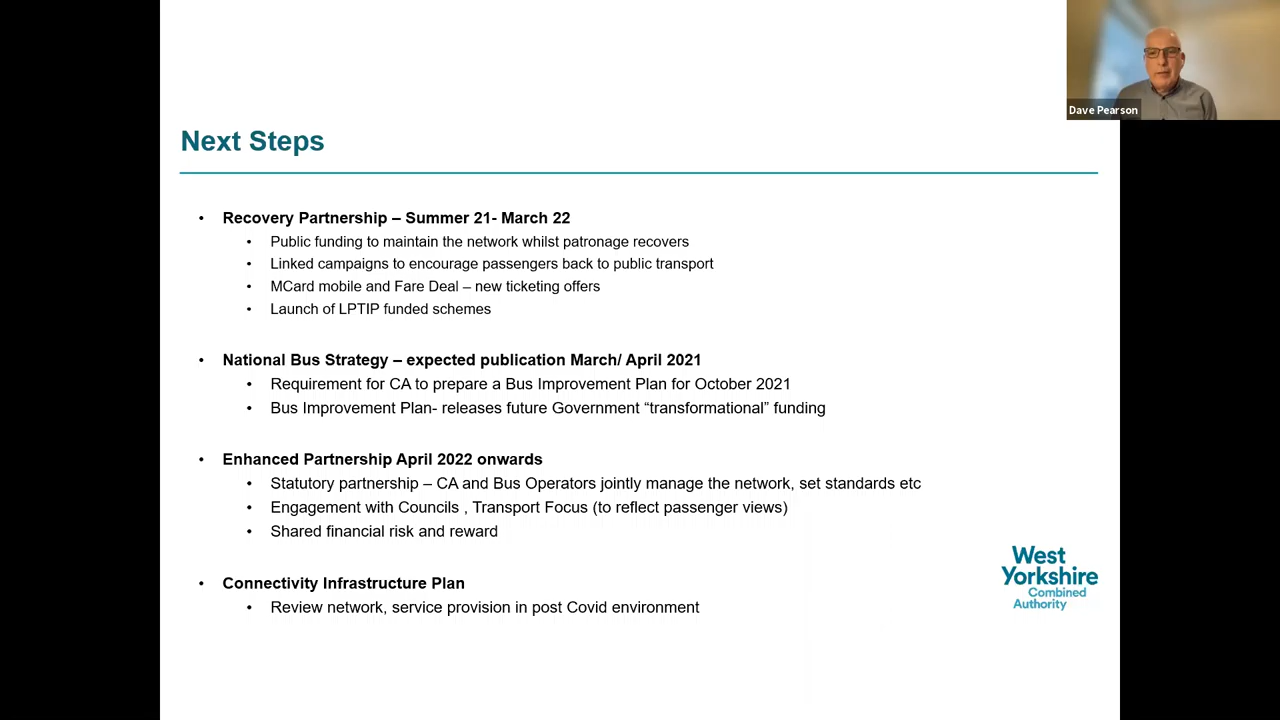 Dave Pearson
Next Steps
• Recovery Partnership – Summer 21- March 22
• Public funding to maintain the network whilst patronage recovers
• Linked campaigns to encourage passengers back to public transport
• MCard mobile and Fare Deal – new ticketing offers
• Launch of LPTIP funded schemes
• National Bus Strategy – expected publication March/ April 2021
• Requirement for CA to prepare a Bus Improvement Plan for October 2021
• Bus Improvement Plan- releases future Government “transformational” funding
• Enhanced Partnership April 2022 onwards
• Statutory partnership – CA and Bus Operators jointly manage the network, set standards etc
• Engagement with Councils , Transport Focus (to reflect passenger views)
• Shared financial risk and reward
• Connectivity Infrastructure Plan
• Review network, service provision in post Covid environment
West
Yorkshire
Combined
Authority